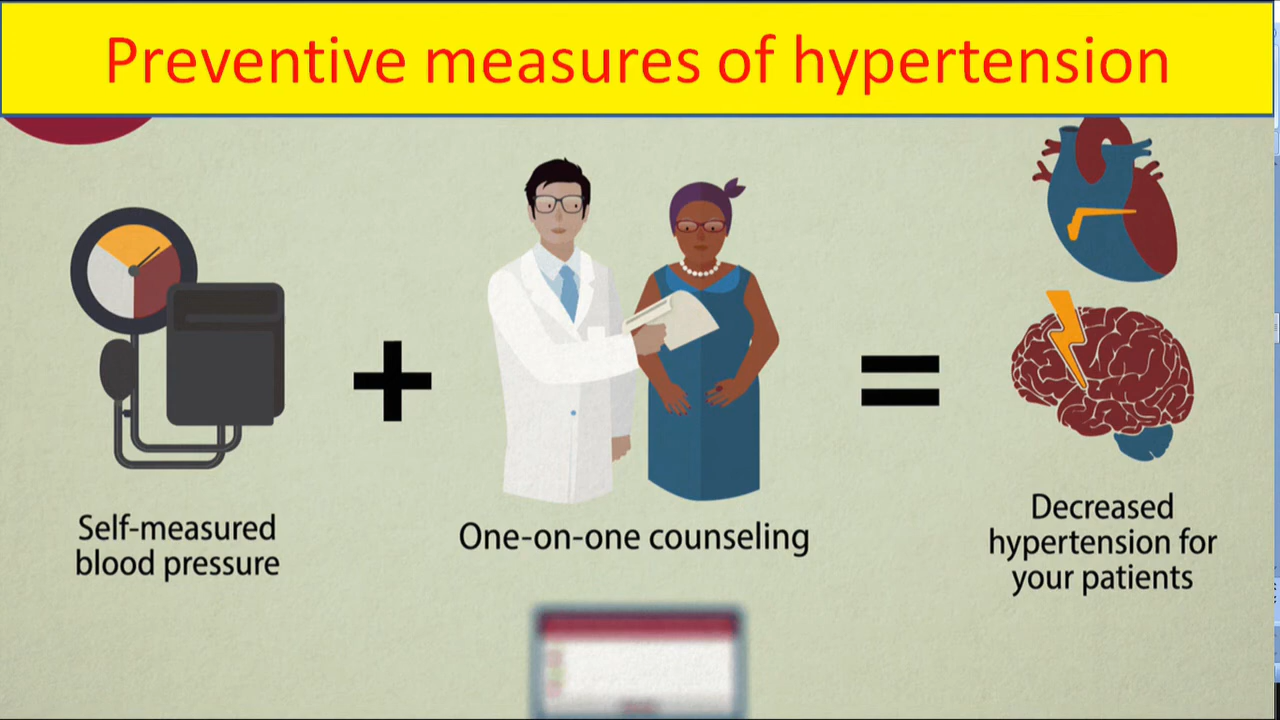 Preventive measures of hypertension
Self-measured
blood pressure
One-on-one counseling
Decreased
hypertension for
your patients